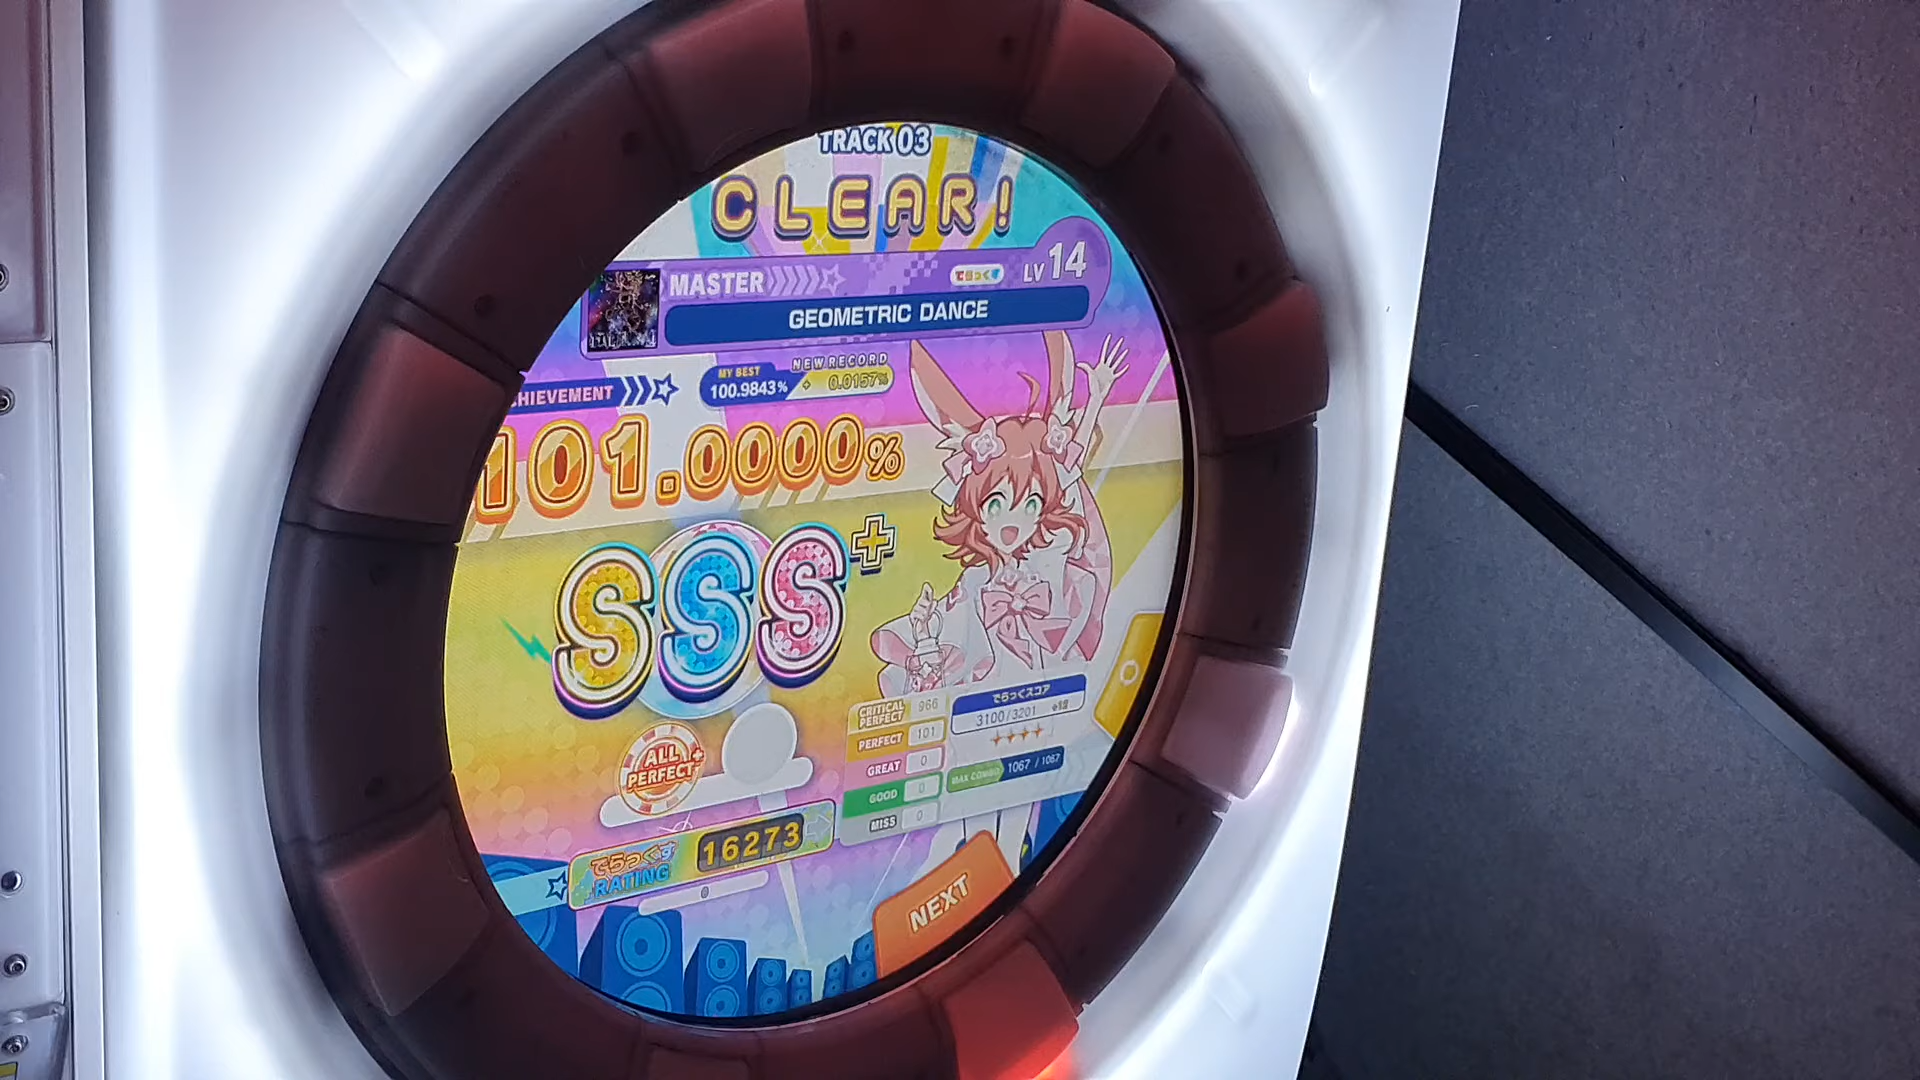 TRACK 03
CLEAR!
MASTER でらっくす LV 14
GEOMETRIC DANCE
NEW RECORD
MY BEST
100.9843% + 0.0157%
CHIEVEMENT
101.0000%
SSS+
CRITICAL PERFECT 966
PERFECT 101
GREAT 0
GOOD 0
MISS 0
でらっくスコア
3100/3201 +12
MAX COMBO 1067 / 1067
ALL PERFECT+
でらっくす RATING 16273
0
NEXT